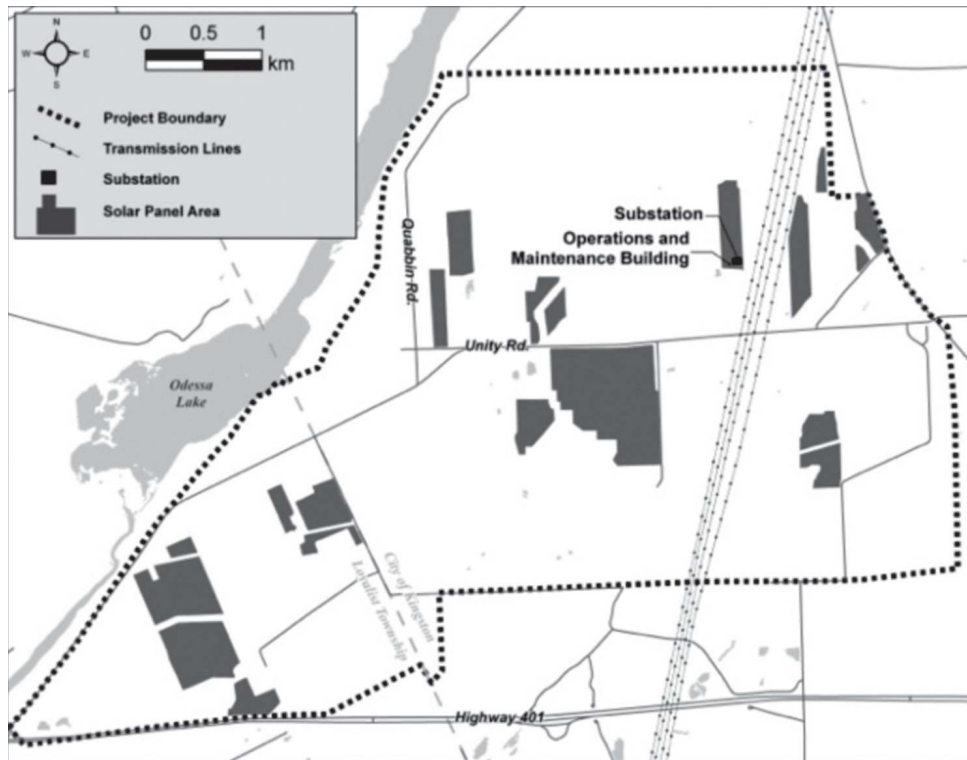 N
W E
S
0 0.5 1
km
Project Boundary
Transmission Lines
Substation
Solar Panel Area
Quabbin Rd.
Substation
Operations and
Maintenance Building
Unity Rd.
Odessa
Lake
City of Kingston
Loyalist Township
Highway 401